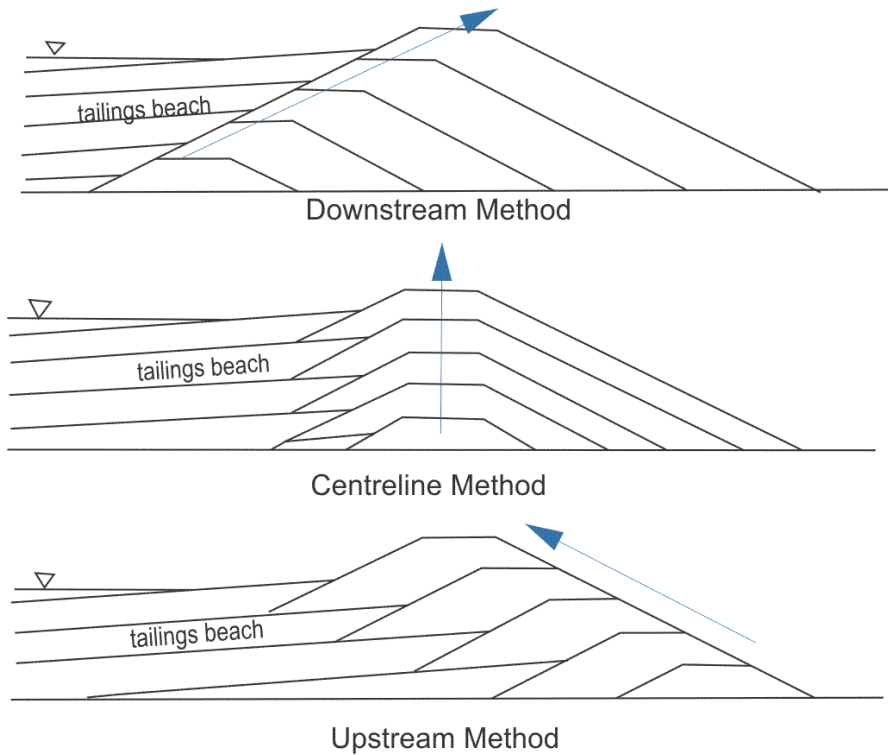 tailings beach
Downstream Method
tailings beach
Centreline Method
tailings beach
Upstream Method